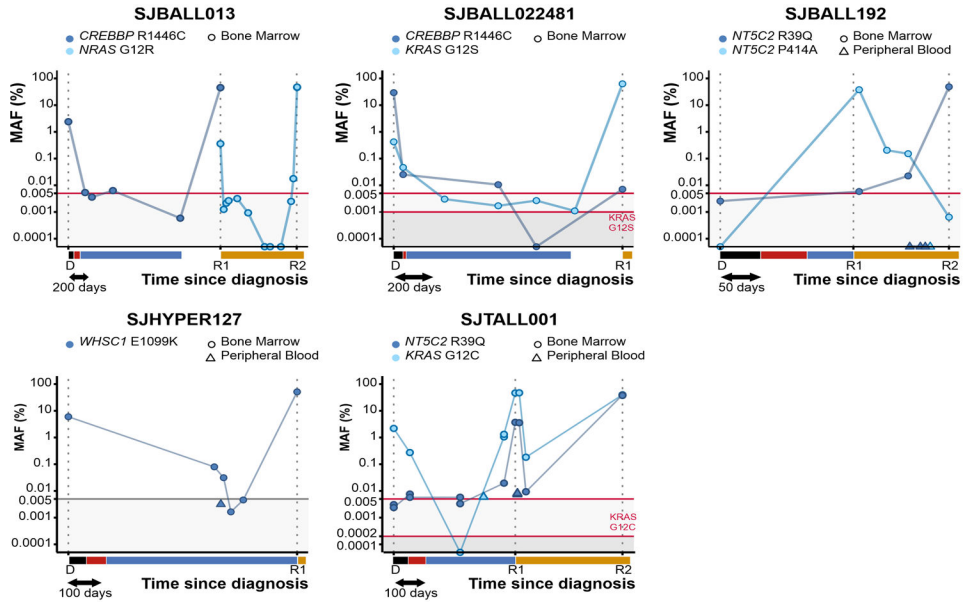 SJBALL013
CREBBP R1446C
Bone Marrow
NRAS G12R
MAF (%)
100
10
1
0.1
0.01
0.005
0.001
0.0001
D
R1
R2
Time since diagnosis
200 days
SJBALL022481
CREBBP R1446C
Bone Marrow
KRAS G12S
MAF (%)
100
10
1
0.1
0.01
0.005
0.001
0.0001
KRAS
G12S
D
R1
Time since diagnosis
200 days
SJBALL192
NT5C2 R39Q
Bone Marrow
NT5C2 P414A
Peripheral Blood
MAF (%)
100
10
1
0.1
0.01
0.005
0.001
0.0001
D
R1
R2
Time since diagnosis
50 days
SJHYPER127
WHSC1 E1099K
Bone Marrow
Peripheral Blood
MAF (%)
100
10
1
0.1
0.01
0.005
0.001
0.0001
D
R1
Time since diagnosis
100 days
SJTALL001
NT5C2 R39Q
Bone Marrow
KRAS G12C
Peripheral Blood
MAF (%)
100
10
1
0.1
0.01
0.005
0.001
0.0002
0.0001
KRAS
G12C
D
R1
R2
Time since diagnosis
100 days